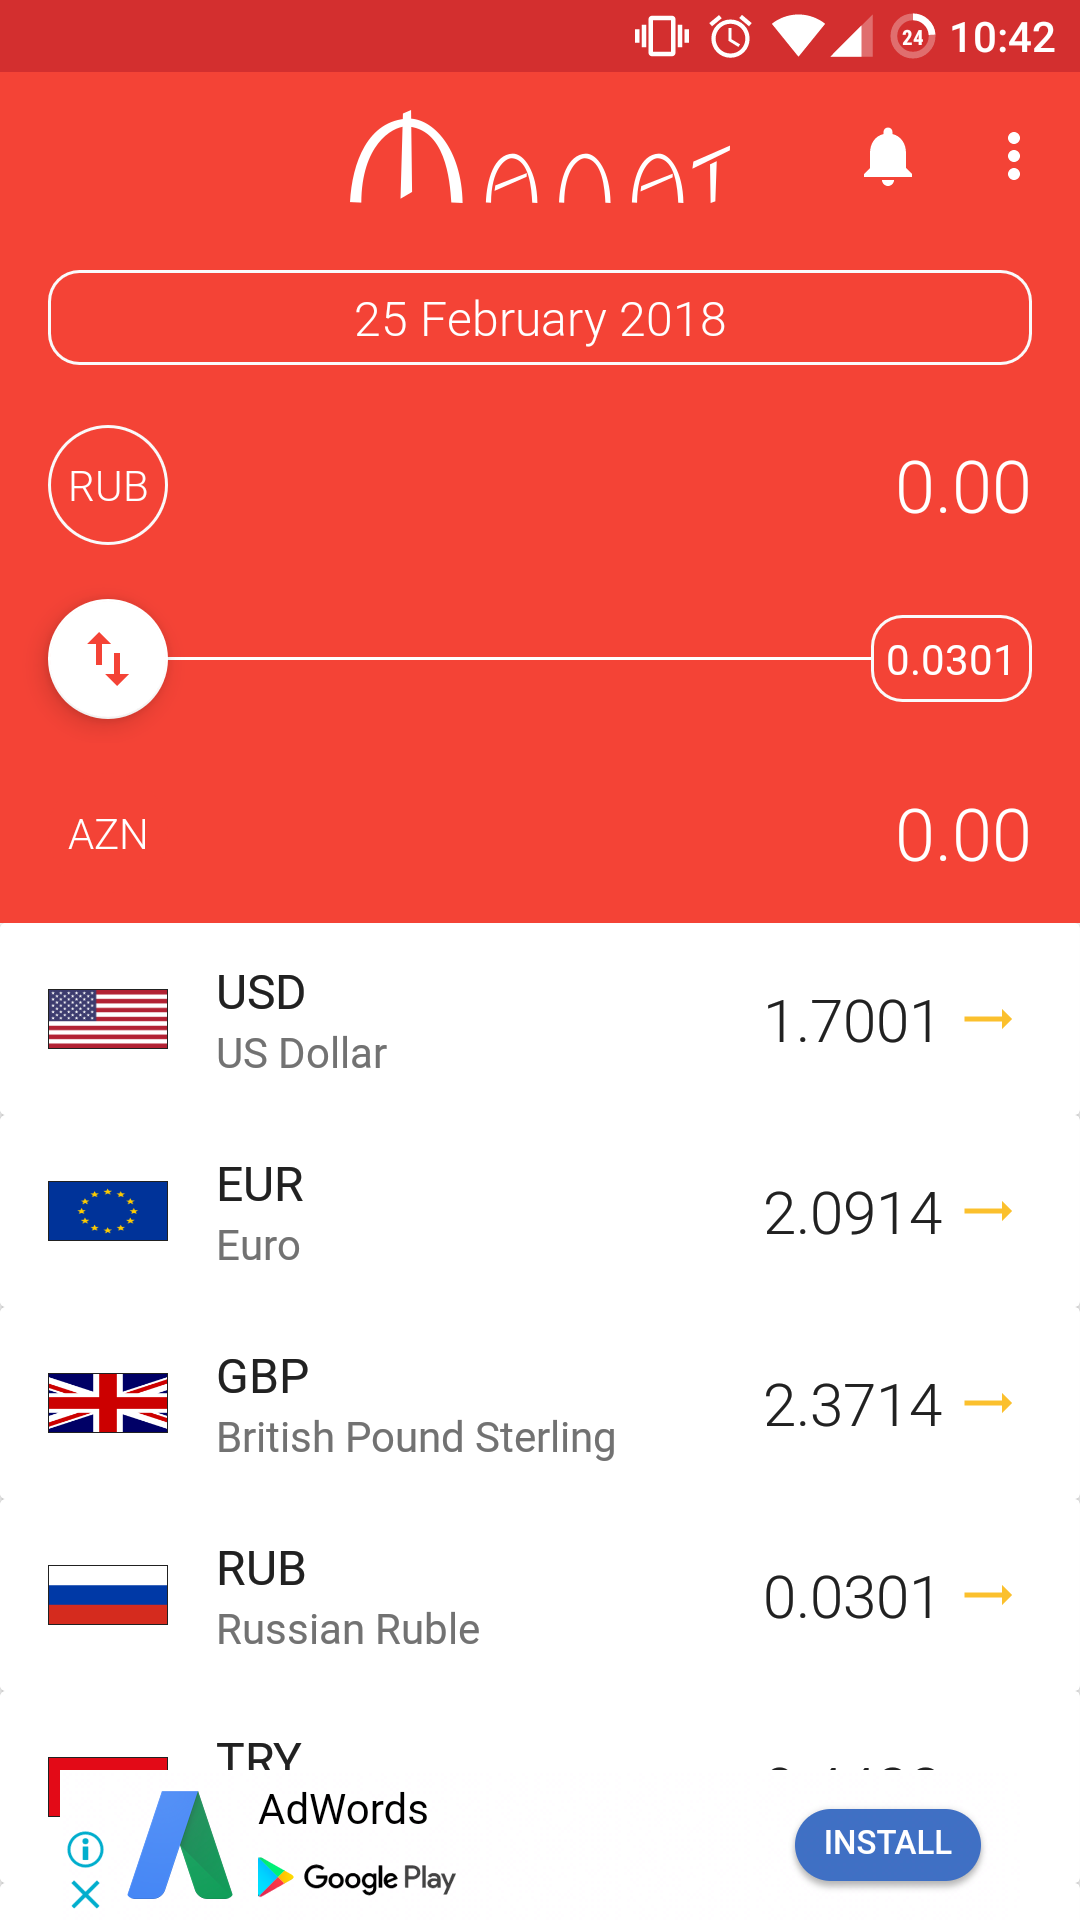 24 10:42
MANAT
25 February 2018
RUB 0.00
0.0301
AZN 0.00
USD
US Dollar
1.7001
EUR
Euro
2.0914
GBP
British Pound Sterling
2.3714
RUB
Russian Ruble
0.0301
TRY
AdWords
Google Play
INSTALL